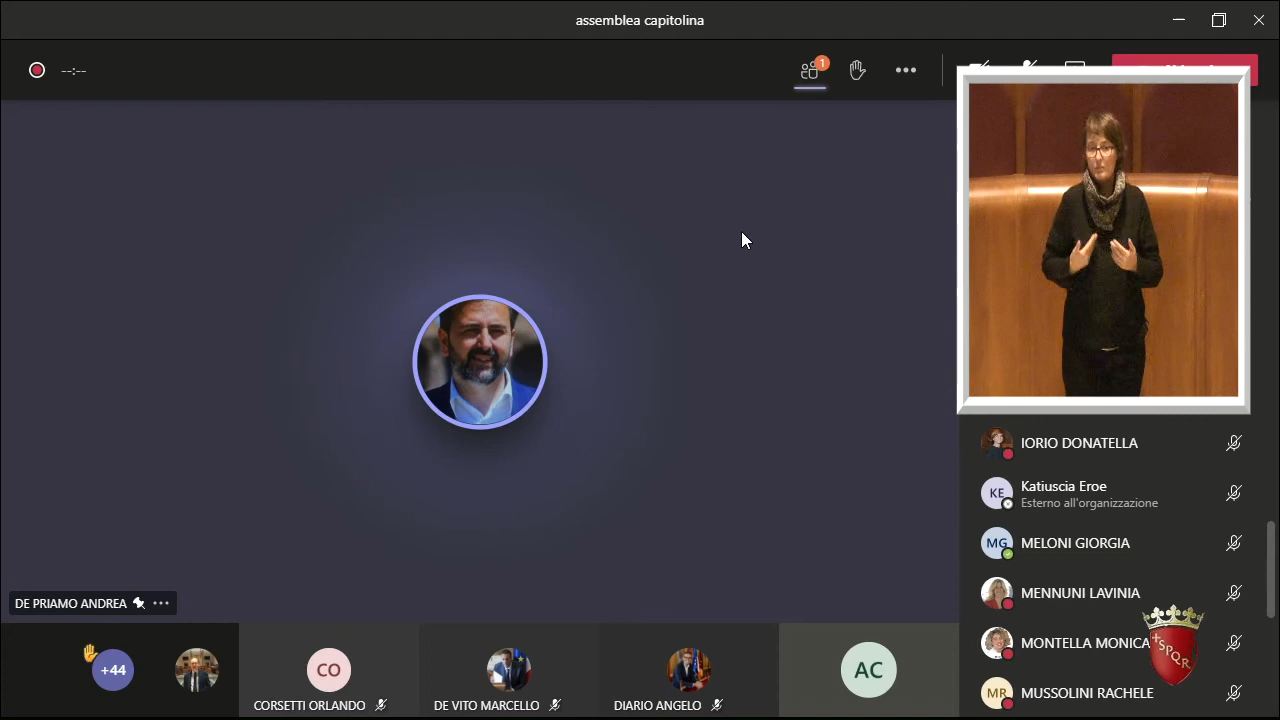 assemblea capitolina
--:--
1
IORIO DONATELLA
KE
Katiuscia Eroe
Esterno all'organizzazione
MG
MELONI GIORGIA
MENNUNI LAVINIA
MONTELLA MONICA
SPQR
MR
MUSSOLINI RACHELE
DE PRIAMO ANDREA
+44
CO
CORSETTI ORLANDO
DE VITO MARCELLO
DIARIO ANGELO
AC